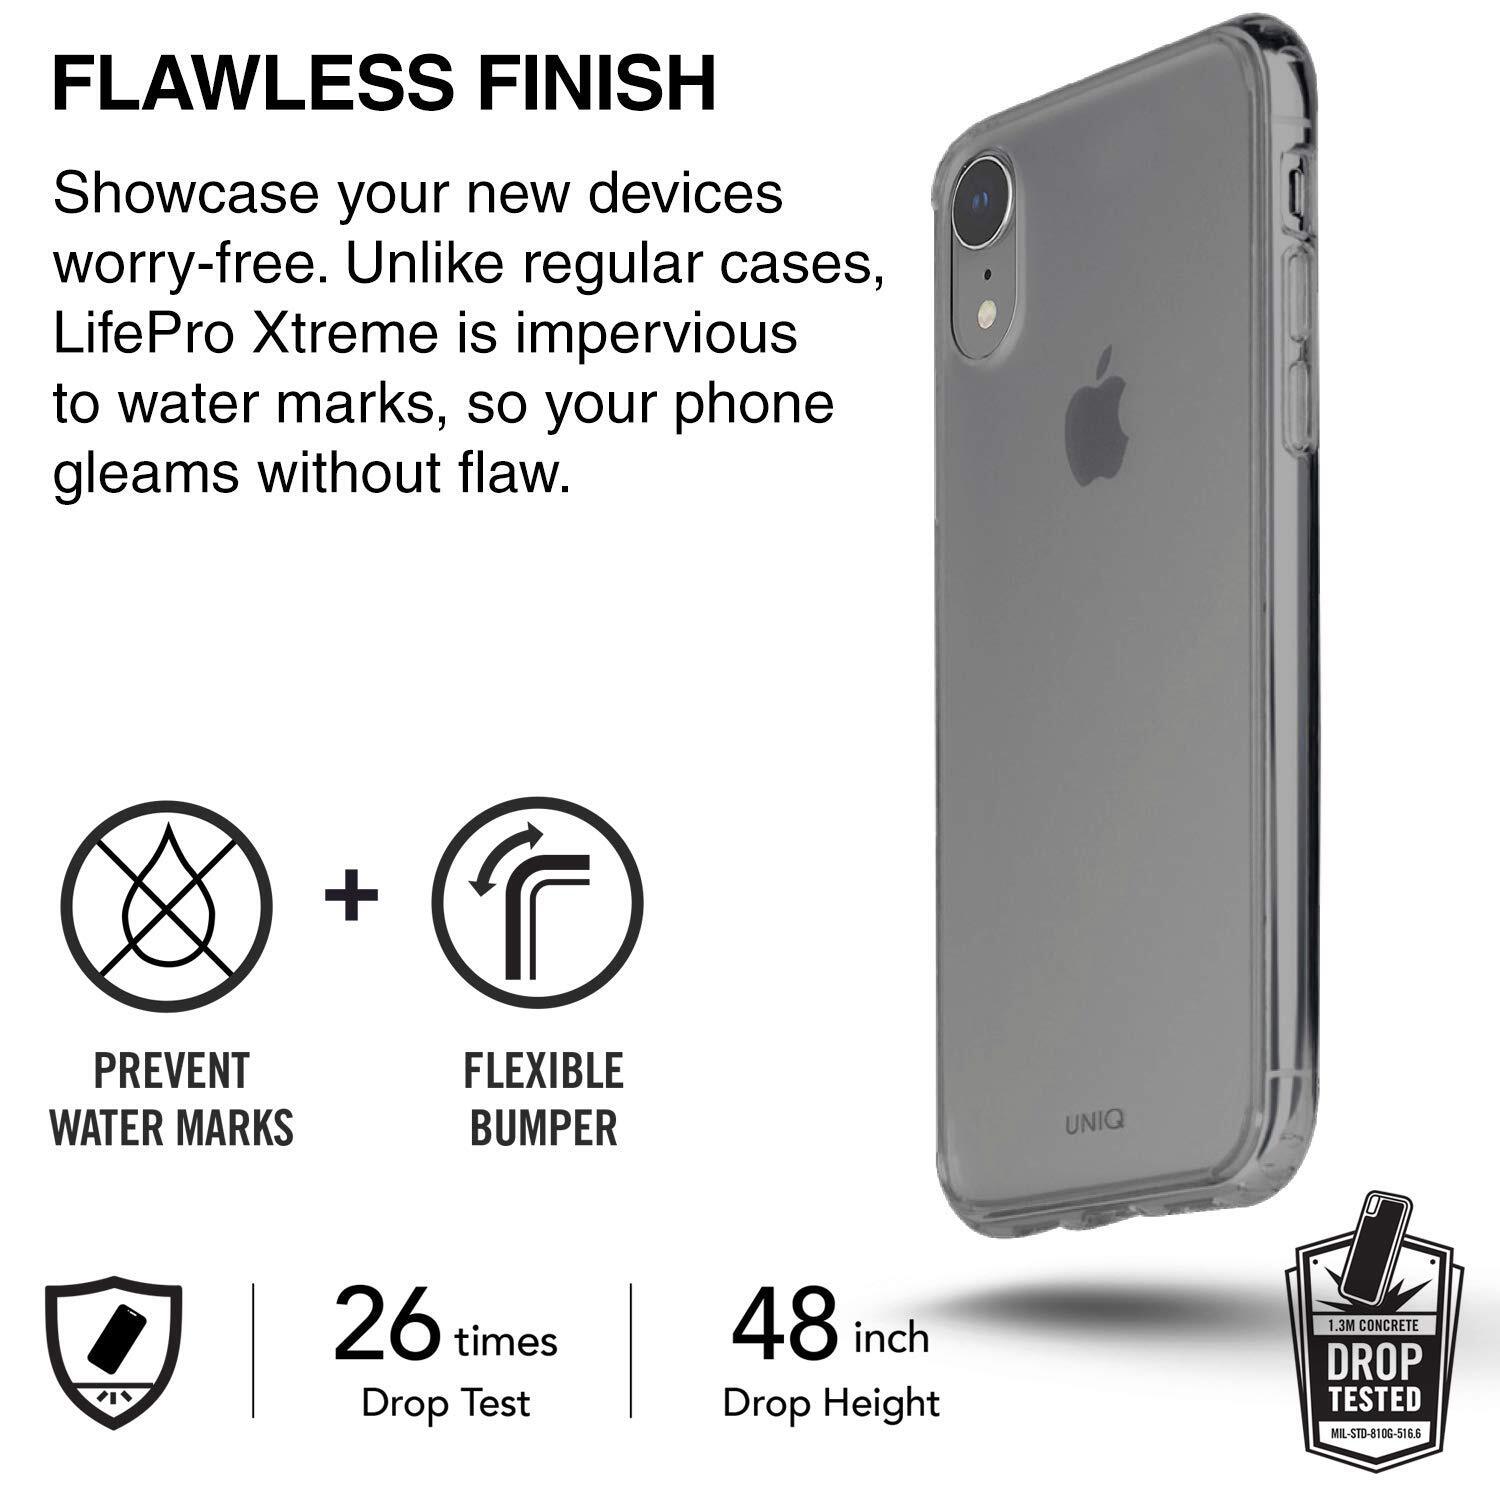 FLAWLESS FINISH
Showcase your new devices
worry-free. Unlike regular cases,
LifePro Xtreme is impervious
to water marks, so your phone
gleams without flaw.
+
PREVENT
WATER MARKS
FLEXIBLE
BUMPER
UNIQ
26 times
Drop Test
48 inch
Drop Height
1.3M CONCRETE
DROP
TESTED
MIL-STD-810G-516.6